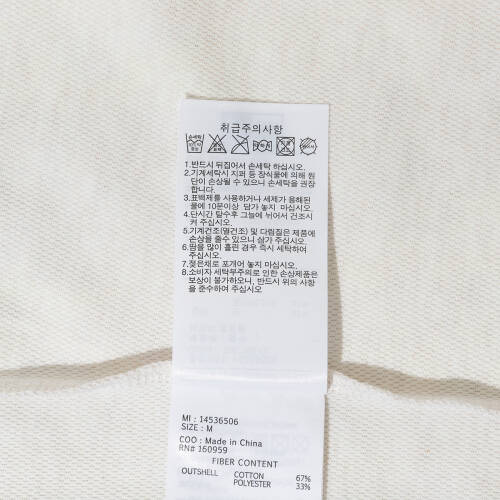 취급주의사항
손세탁
1.반드시 뒤집어서 손세탁 하십시오.
2.기계세탁시 지퍼 등 장식물에 의해 원
단이 손상될 수 있으니 손세탁을 권장
합니다.
3.표백제를 사용하거나 세제가 용해된
물에 10분이상 담가 놓지 마십시오.
4.단시간 탈수후 그늘에 뉘어서 건조시
켜 주십시오.
5.기계건조(열건조) 및 다림질은 제품에
손상을 줄수 있으니 삼가 주십시오.
6.땀을 많이 흘린 경우 즉시 세탁하여
주십시오.
7.젖은채로 포개어 놓지 마십시오.
8.소비자 세탁부주의로 인한 손상제품은
보상이 불가하오니, 반드시 위의 사항
을 준수하여 주십시오.
MI : 14536506
SIZE : M
COO : Made in China
RN# 160959
FIBER CONTENT
OUTSHELL COTTON 67%
POLYESTER 33%